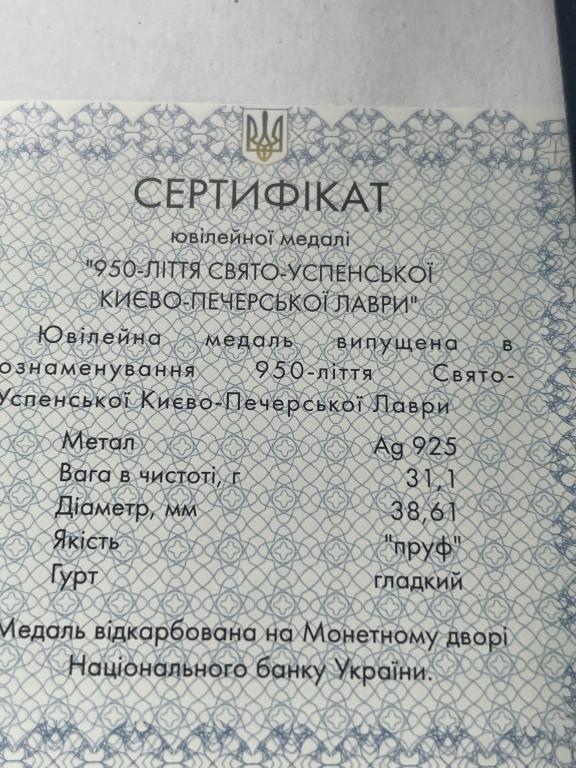 СЕРТИФІКАТ
ювілейної медалі
"950-ЛІТТЯ СВЯТО-УСПЕНСЬКОЇ
КИЄВО-ПЕЧЕРСЬКОЇ ЛАВРИ"
Ювілейна медаль випущена в
ознаменування 950-ліття Свято-
Успенської Києво-Печерської Лаври
Метал Ag 925
Вага в чистоті, г 31,1
Діаметр, мм 38,61
Якість "пруф"
Гурт гладкий
Медаль відкарбована на Монетному дворі
Національного банку України.